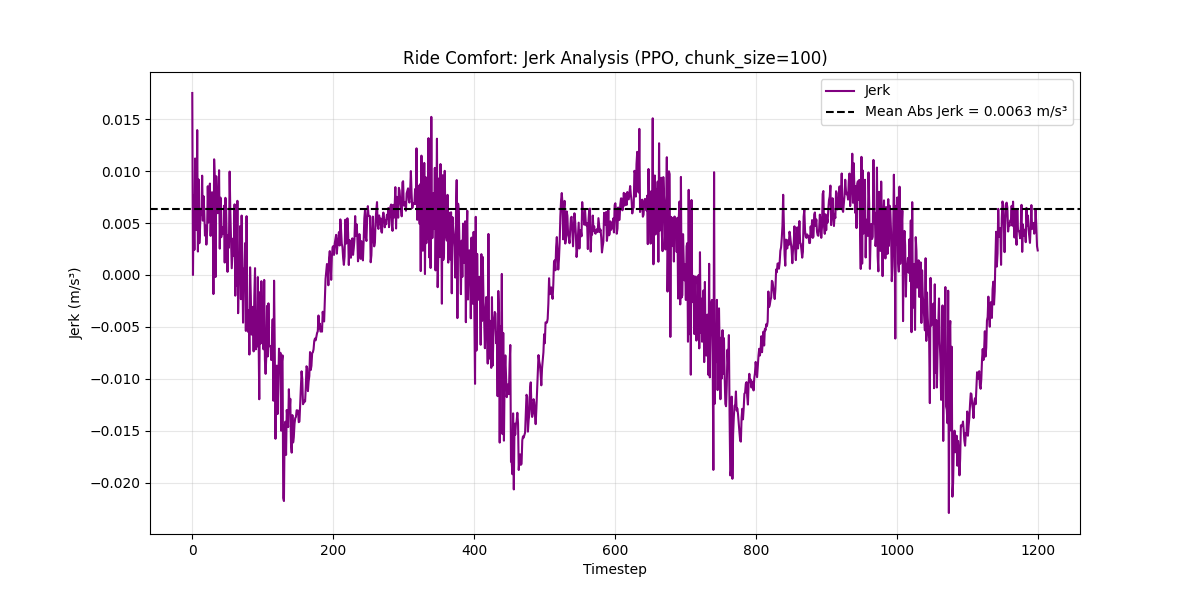 Ride Comfort: Jerk Analysis (PPO, chunk_size=100)
Jerk
Mean Abs Jerk = 0.0063 m/s³
Jerk (m/s³)
0.015
0.010
0.005
0.000
−0.005
−0.010
−0.015
−0.020
0 200 400 600 800 1000 1200
Timestep